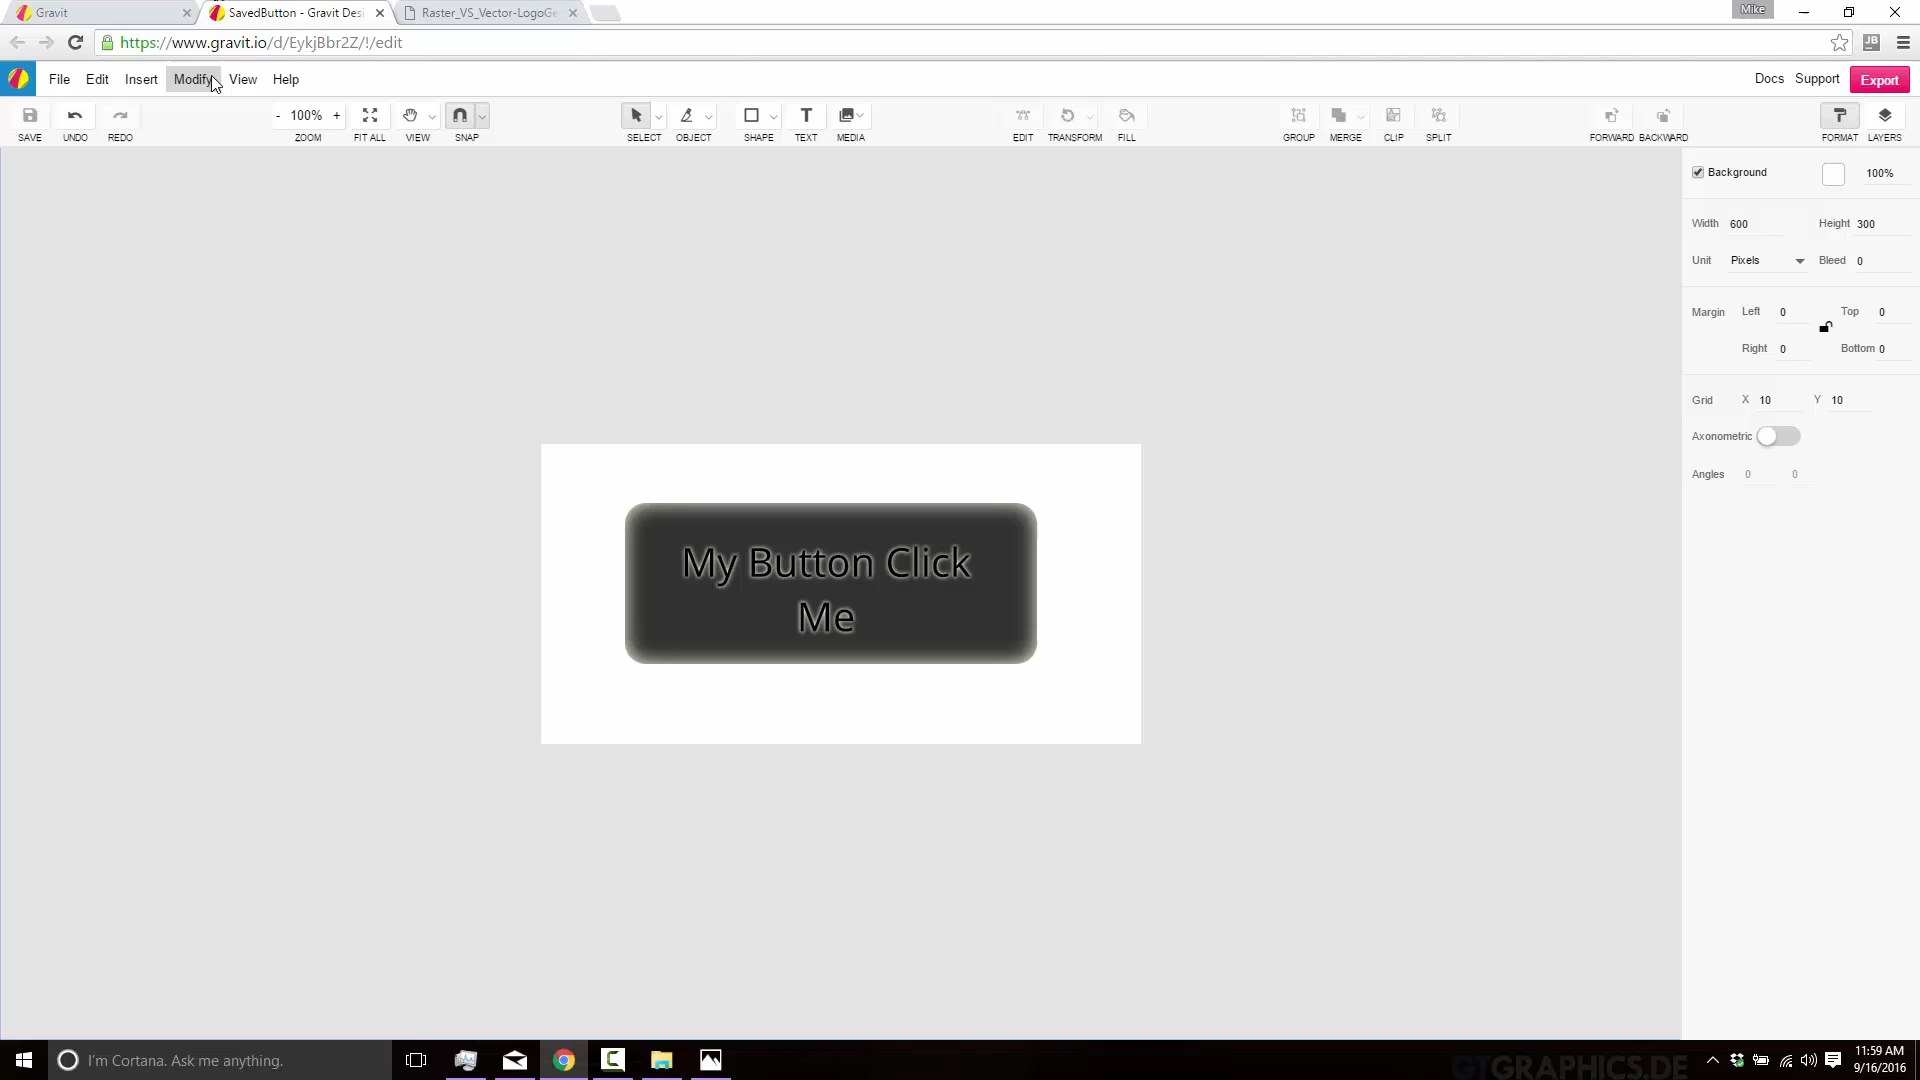 Gravit
SavedButton - Gravit Des
Raster_VS_Vector-LogoGe
Mike
https://www.gravit.io/d/EykjBbr2Z/!/edit
JB
File Edit Insert Modify View Help
Docs Support Export
- 100% +
SAVE UNDO REDO ZOOM FIT ALL VIEW SNAP SELECT OBJECT SHAPE TEXT MEDIA EDIT TRANSFORM FILL GROUP MERGE CLIP SPLIT FORWARD BACKWARD FORMAT LAYERS
Background 100%
Width 600 Height 300
Unit Pixels Bleed 0
Margin Left 0 Top 0
Right 0 Bottom 0
Grid X 10 Y 10
Axonometric
Angles 0 0
My Button Click
Me
I'm Cortana. Ask me anything.
GTGRAPHICS.DE
11:59 AM
9/16/2016